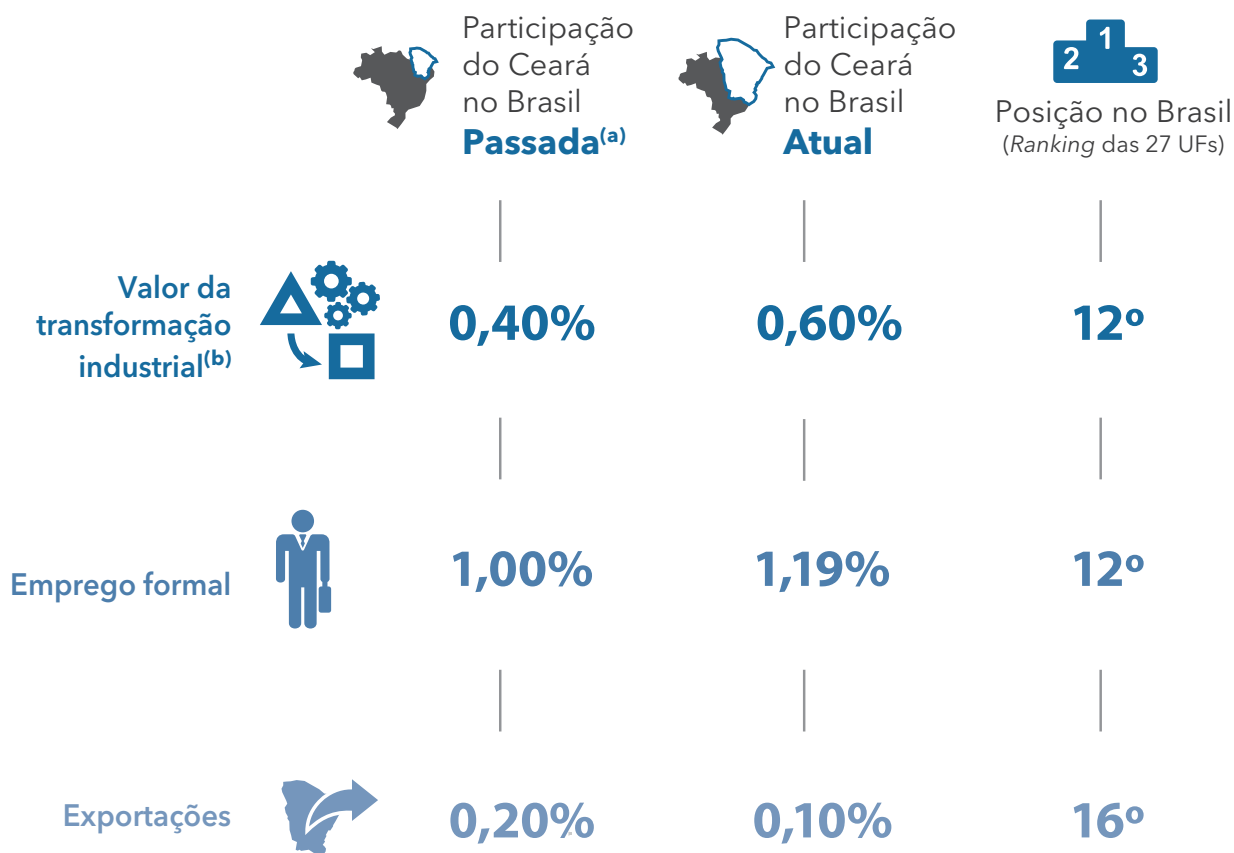 Participação
do Ceará
no Brasil
Passada(a)
Participação
do Ceará
no Brasil
Atual
2 1 3
Posição no Brasil
(Ranking das 27 UFs)
Valor da
transformação
industrial(b)
0,40%
0,60%
12º
Emprego formal
1,00%
1,19%
12º
Exportações
0,20%
0,10%
16º